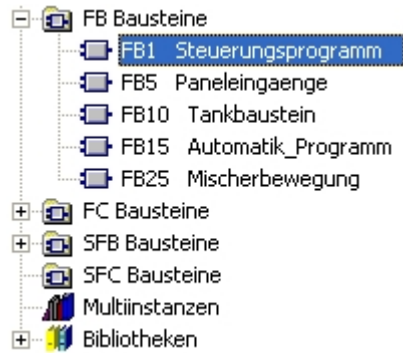 FB Bausteine
FB1 Steuerungsprogramm
FB5 Paneleingaenge
FB10 Tankbaustein
FB15 Automatik_Programm
FB25 Mischerbewegung
FC Bausteine
SFB Bausteine
SFC Bausteine
Multiinstanzen
Bibliotheken